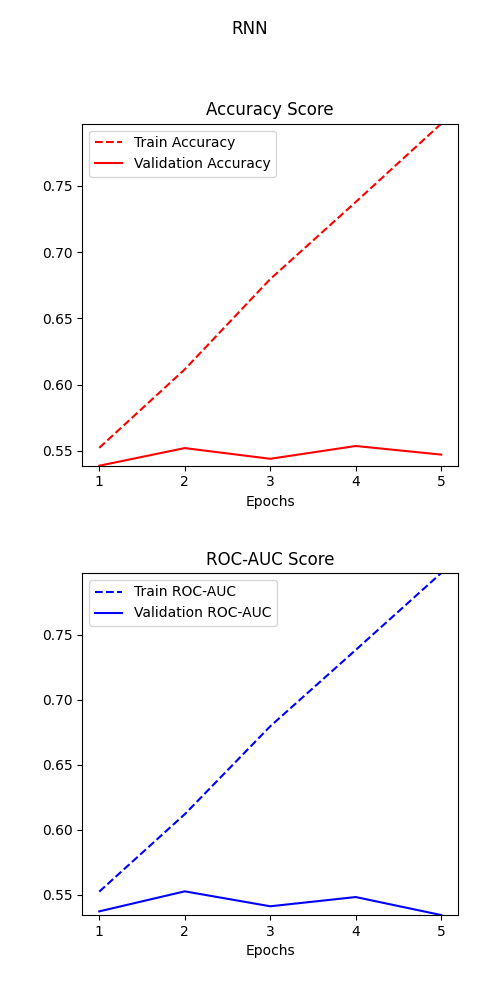 RNN
Accuracy Score
Train Accuracy
Validation Accuracy
0.75
0.70
0.65
0.60
0.55
1 2 3 4 5
Epochs
ROC-AUC Score
Train ROC-AUC
Validation ROC-AUC
0.75
0.70
0.65
0.60
0.55
1 2 3 4 5
Epochs